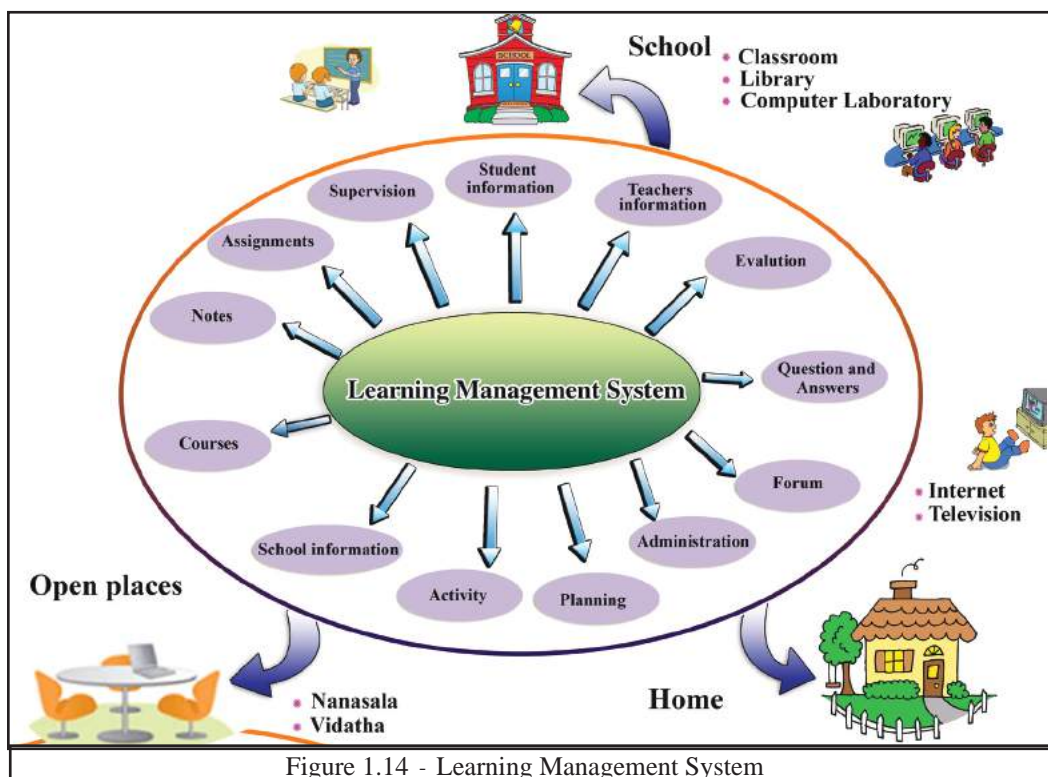 School
Classroom
Library
Computer Laboratory
SCHOOL
Student
information
Supervision
Teachers
information
Assignments
Evalution
Notes
Learning Management System
Question and
Answers
Courses
Forum
Internet
Television
School information
Administration
Activity
Planning
Open places
Nanasala
Vidatha
Home
Figure 1.14 - Learning Management System